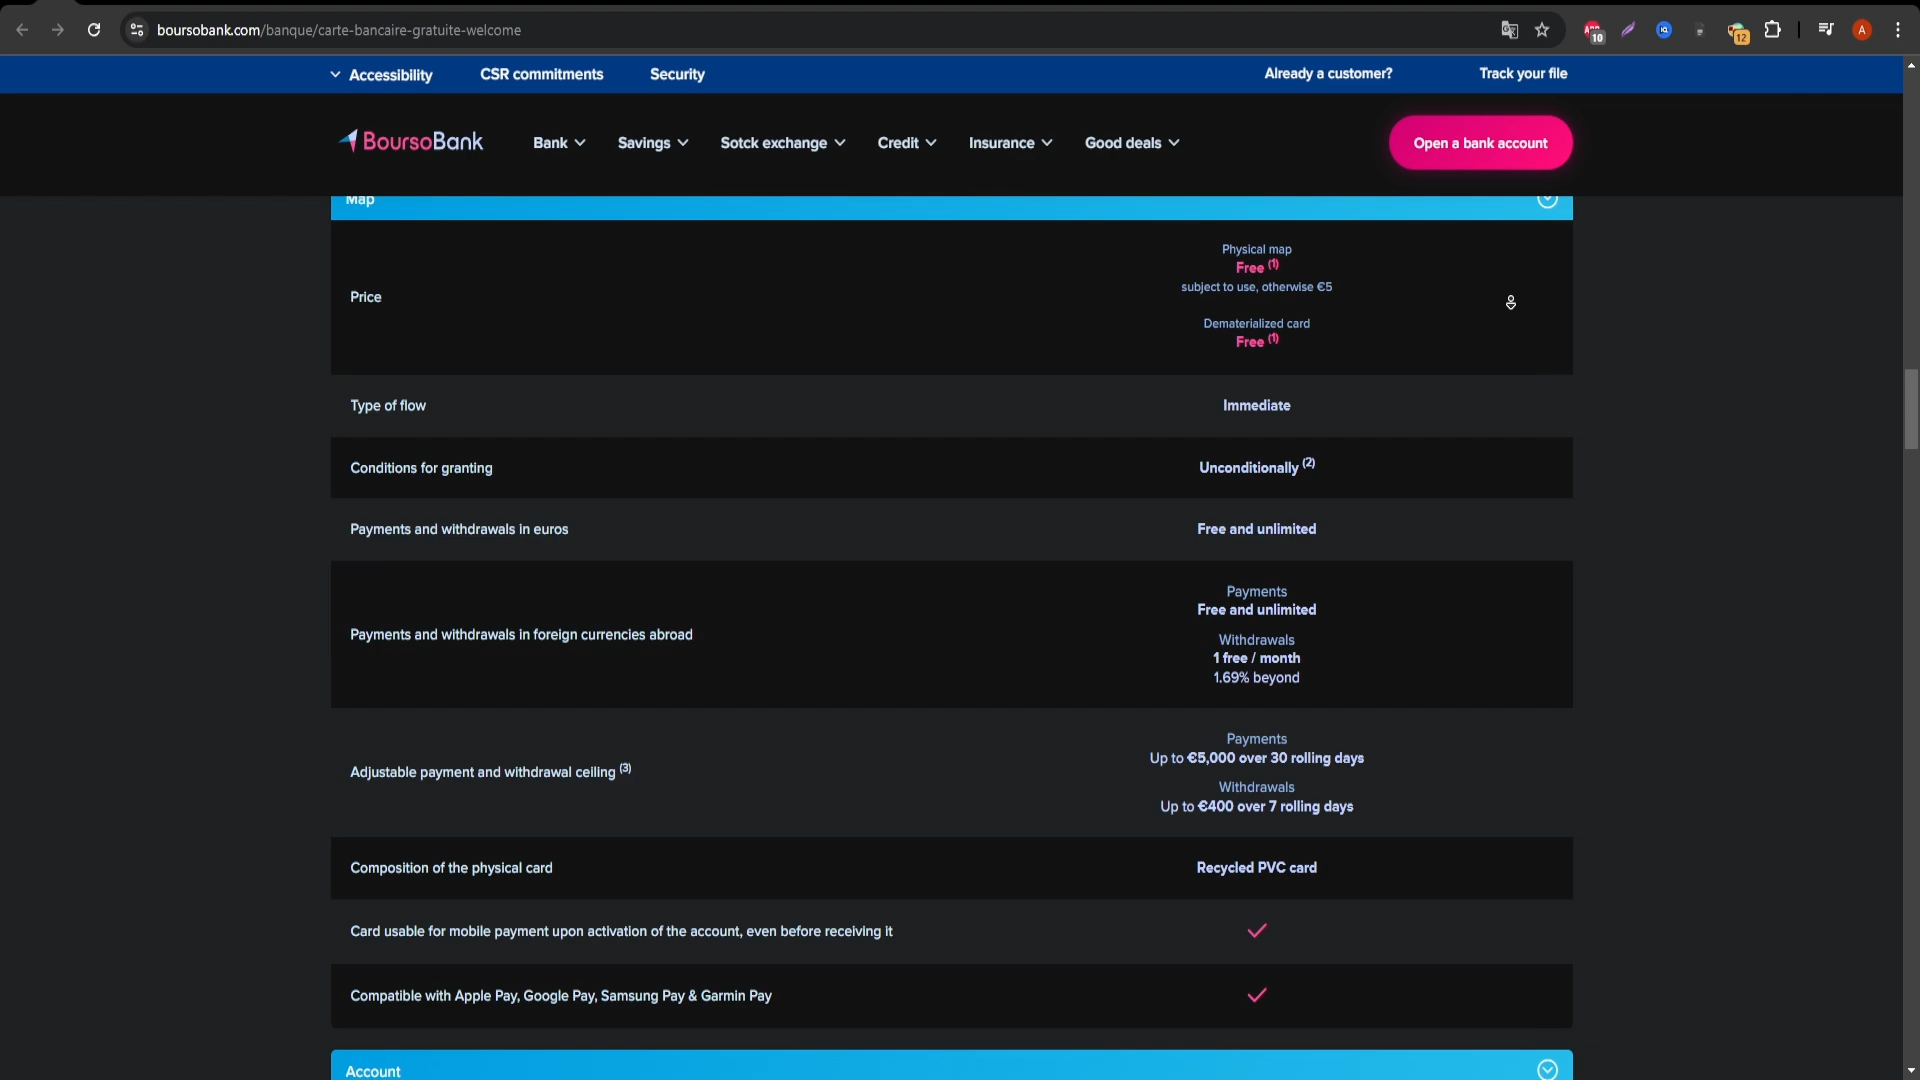 boursobank.com/banque/carte-bancaire-gratuite-welcome
10
12
A
Accessibility
CSR commitments
Security
Already a customer?
Track your file
BoursoBank
Bank
Savings
Sotck exchange
Credit
Insurance
Good deals
Open a bank account
Map
Price
Physical map
Free (1)
subject to use, otherwise €5
Dematerialized card
Free (1)
Type of flow
Immediate
Conditions for granting
Unconditionally (2)
Payments and withdrawals in euros
Free and unlimited
Payments and withdrawals in foreign currencies abroad
Payments
Free and unlimited
Withdrawals
1 free / month
1.69% beyond
Adjustable payment and withdrawal ceiling (3)
Payments
Up to €5,000 over 30 rolling days
Withdrawals
Up to €400 over 7 rolling days
Composition of the physical card
Recycled PVC card
Card usable for mobile payment upon activation of the account, even before receiving it
Compatible with Apple Pay, Google Pay, Samsung Pay & Garmin Pay
Account